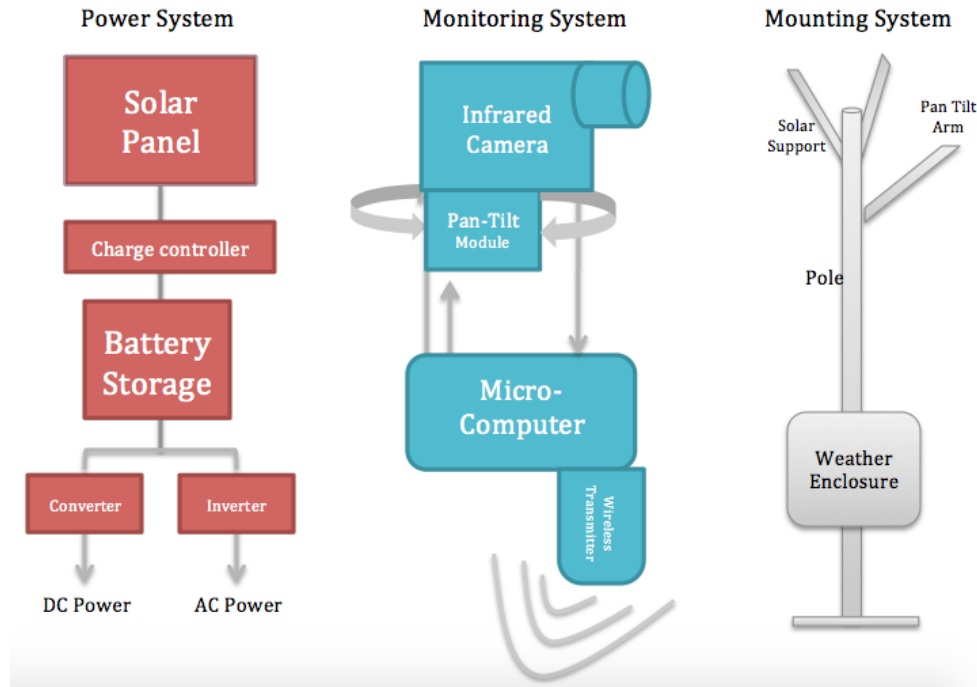 Power System
Solar
Panel
Charge controller
Battery
Storage
Converter
Inverter
DC Power
AC Power
Monitoring System
Infrared
Camera
Pan-Tilt
Module
Micro-
Computer
Wireless
Transmitter
Mounting System
Solar
Support
Pan Tilt
Arm
Pole
Weather
Enclosure